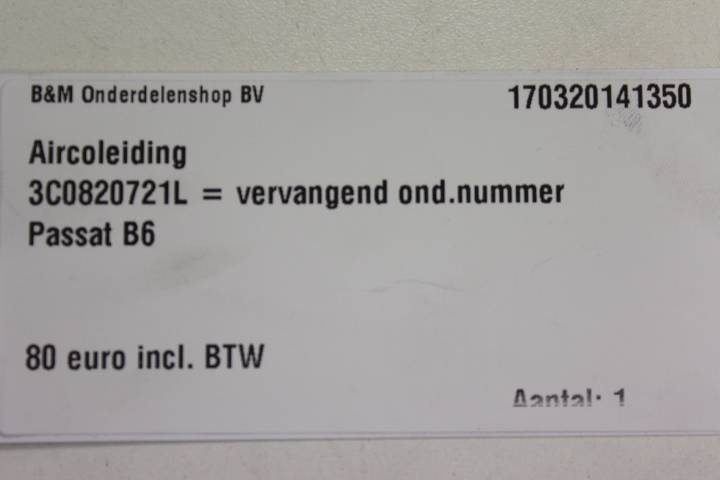 B&M Onderdelenshop BV 170320141350
Aircoleiding
3C0820721L = vervangend ond.nummer
Passat B6
80 euro incl. BTW
Aantal: 1